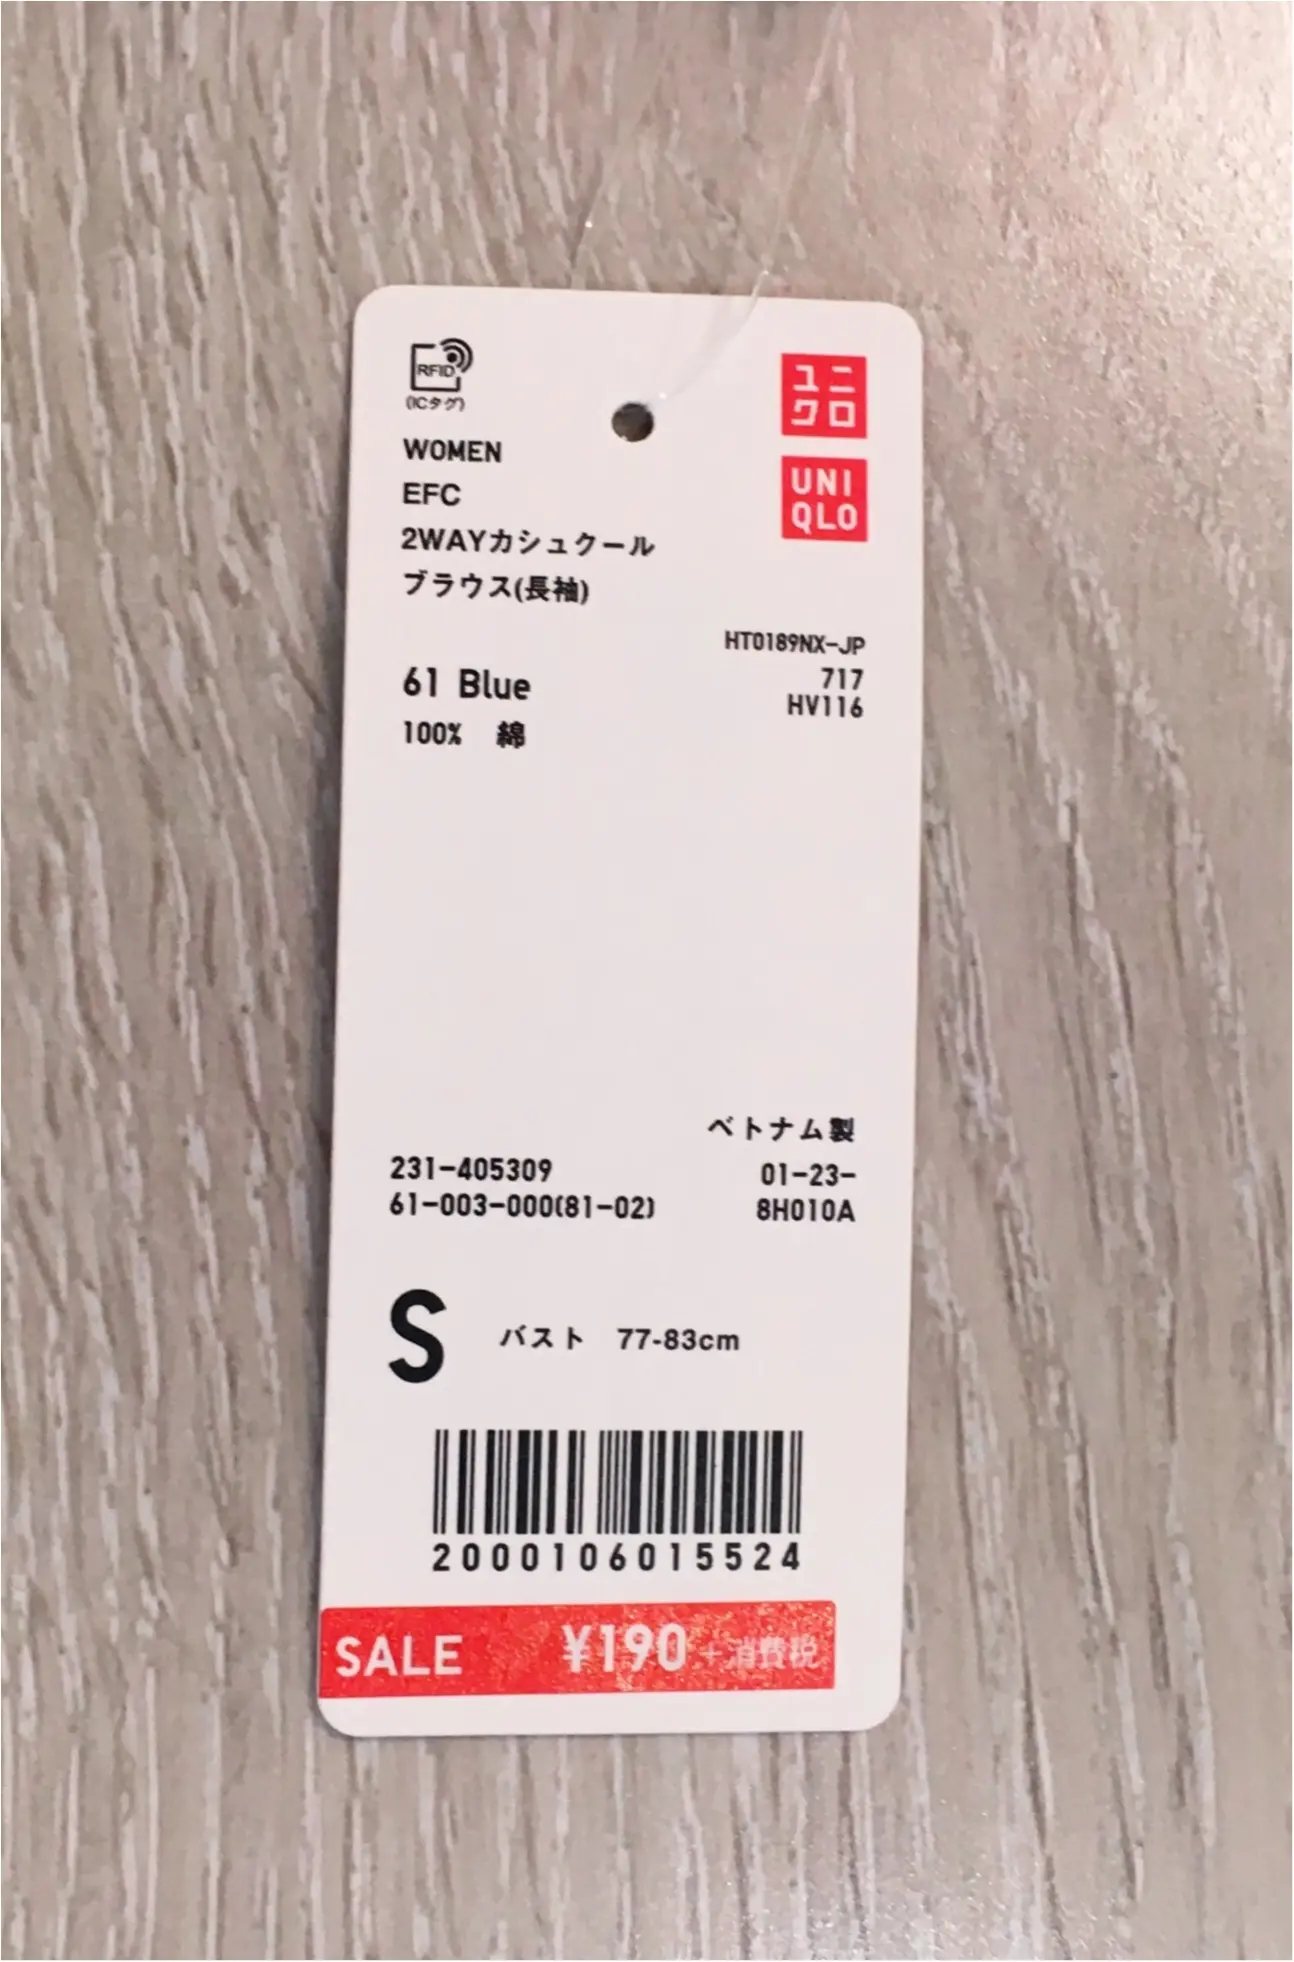 RFID
(ICタグ)
ユニ
クロ
UNI
QLO
WOMEN
EFC
2WAYカシュクール
ブラウス(長袖)
HT0189NX-JP
61 Blue
717
HV116
100% 綿
ベトナム製
231-405309
01-23-
61-003-000(81-02)
8H010A
S バスト 77-83cm
2000106015524
SALE ¥190 +消費税